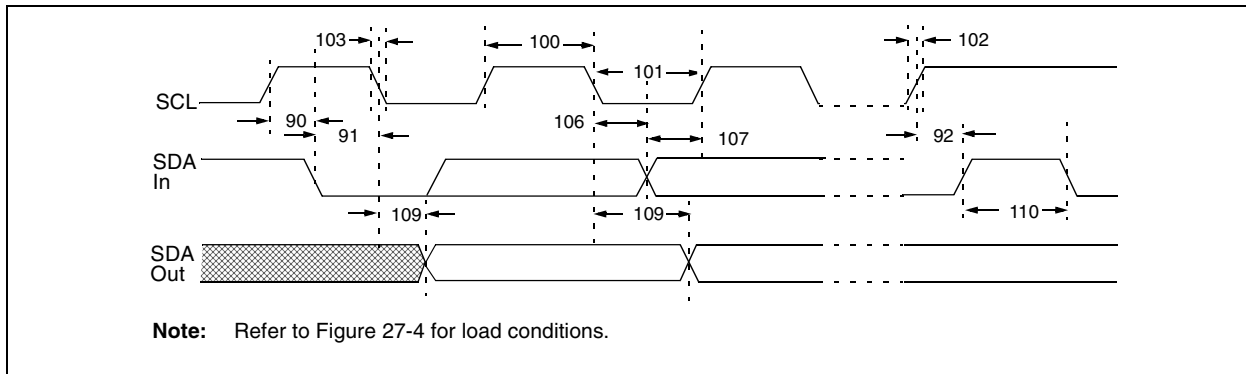 103
100
102
101
SCL
90
91
106
107
92
SDA
In
109
109
110
SDA
Out
Note: Refer to Figure 27-4 for load conditions.